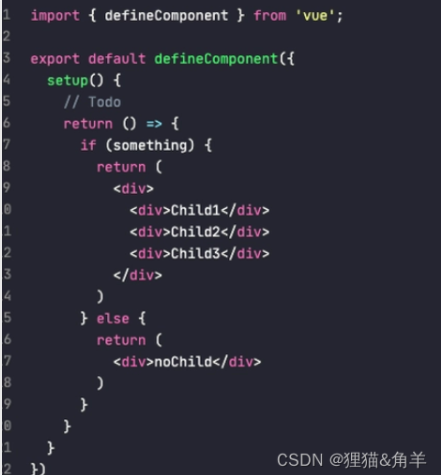 1 import { defineComponent } from 'vue';
2
3 export default defineComponent({
4 setup() {
5 // Todo
6 return () => {
7 if (something) {
8 return (
9 <div>
0 <div>Child1</div>
1 <div>Child2</div>
2 <div>Child3</div>
3 </div>
4 )
5 } else {
6 return (
7 <div>noChild</div>
8 )
9 }
0 }
1 }
2 })
CSDN @狸猫&角羊